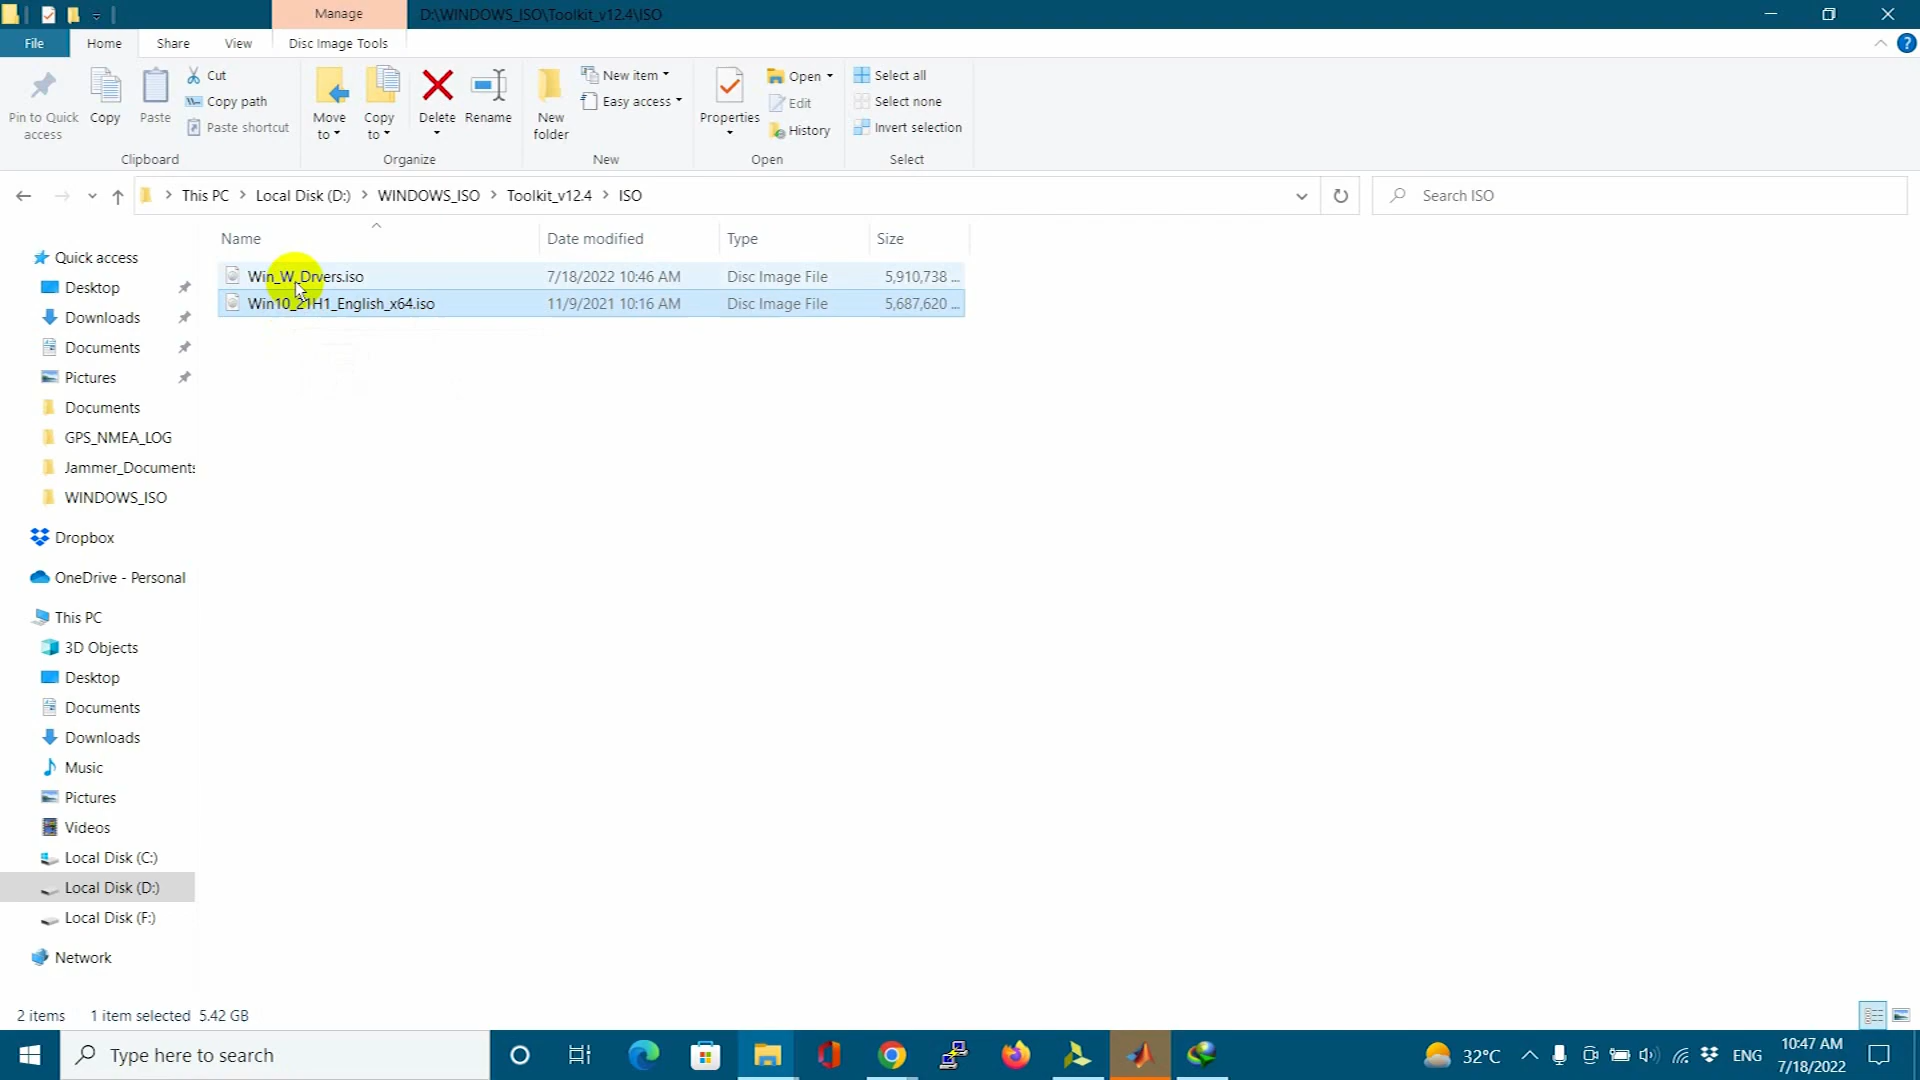 Manage
D:\WINDOWS_ISO\Toolkit_v12.4\ISO
File
Home
Share
View
Disc Image Tools
Pin to Quick access
Copy
Paste
Cut
Copy path
Paste shortcut
Clipboard
Move to
Copy to
Delete
Rename
Organize
New folder
New item
Easy access
New
Properties
Open
Edit
History
Open
Select all
Select none
Invert selection
Select
This PC
Local Disk (D:)
WINDOWS_ISO
Toolkit_v12.4
ISO
Search ISO
Name
Date modified
Type
Size
Win_W_Drvers.iso
7/18/2022 10:46 AM
Disc Image File
5,910,738 ...
Win10_21H1_English_x64.iso
11/9/2021 10:16 AM
Disc Image File
5,687,620 ...
Quick access
Desktop
Downloads
Documents
Pictures
Documents
GPS_NMEA_LOG
Jammer_Documents
WINDOWS_ISO
Dropbox
OneDrive - Personal
This PC
3D Objects
Desktop
Documents
Downloads
Music
Pictures
Videos
Local Disk (C:)
Local Disk (D:)
Local Disk (F:)
Network
2 items
1 item selected 5.42 GB
Type here to search
32°C
ENG
10:47 AM
7/18/2022